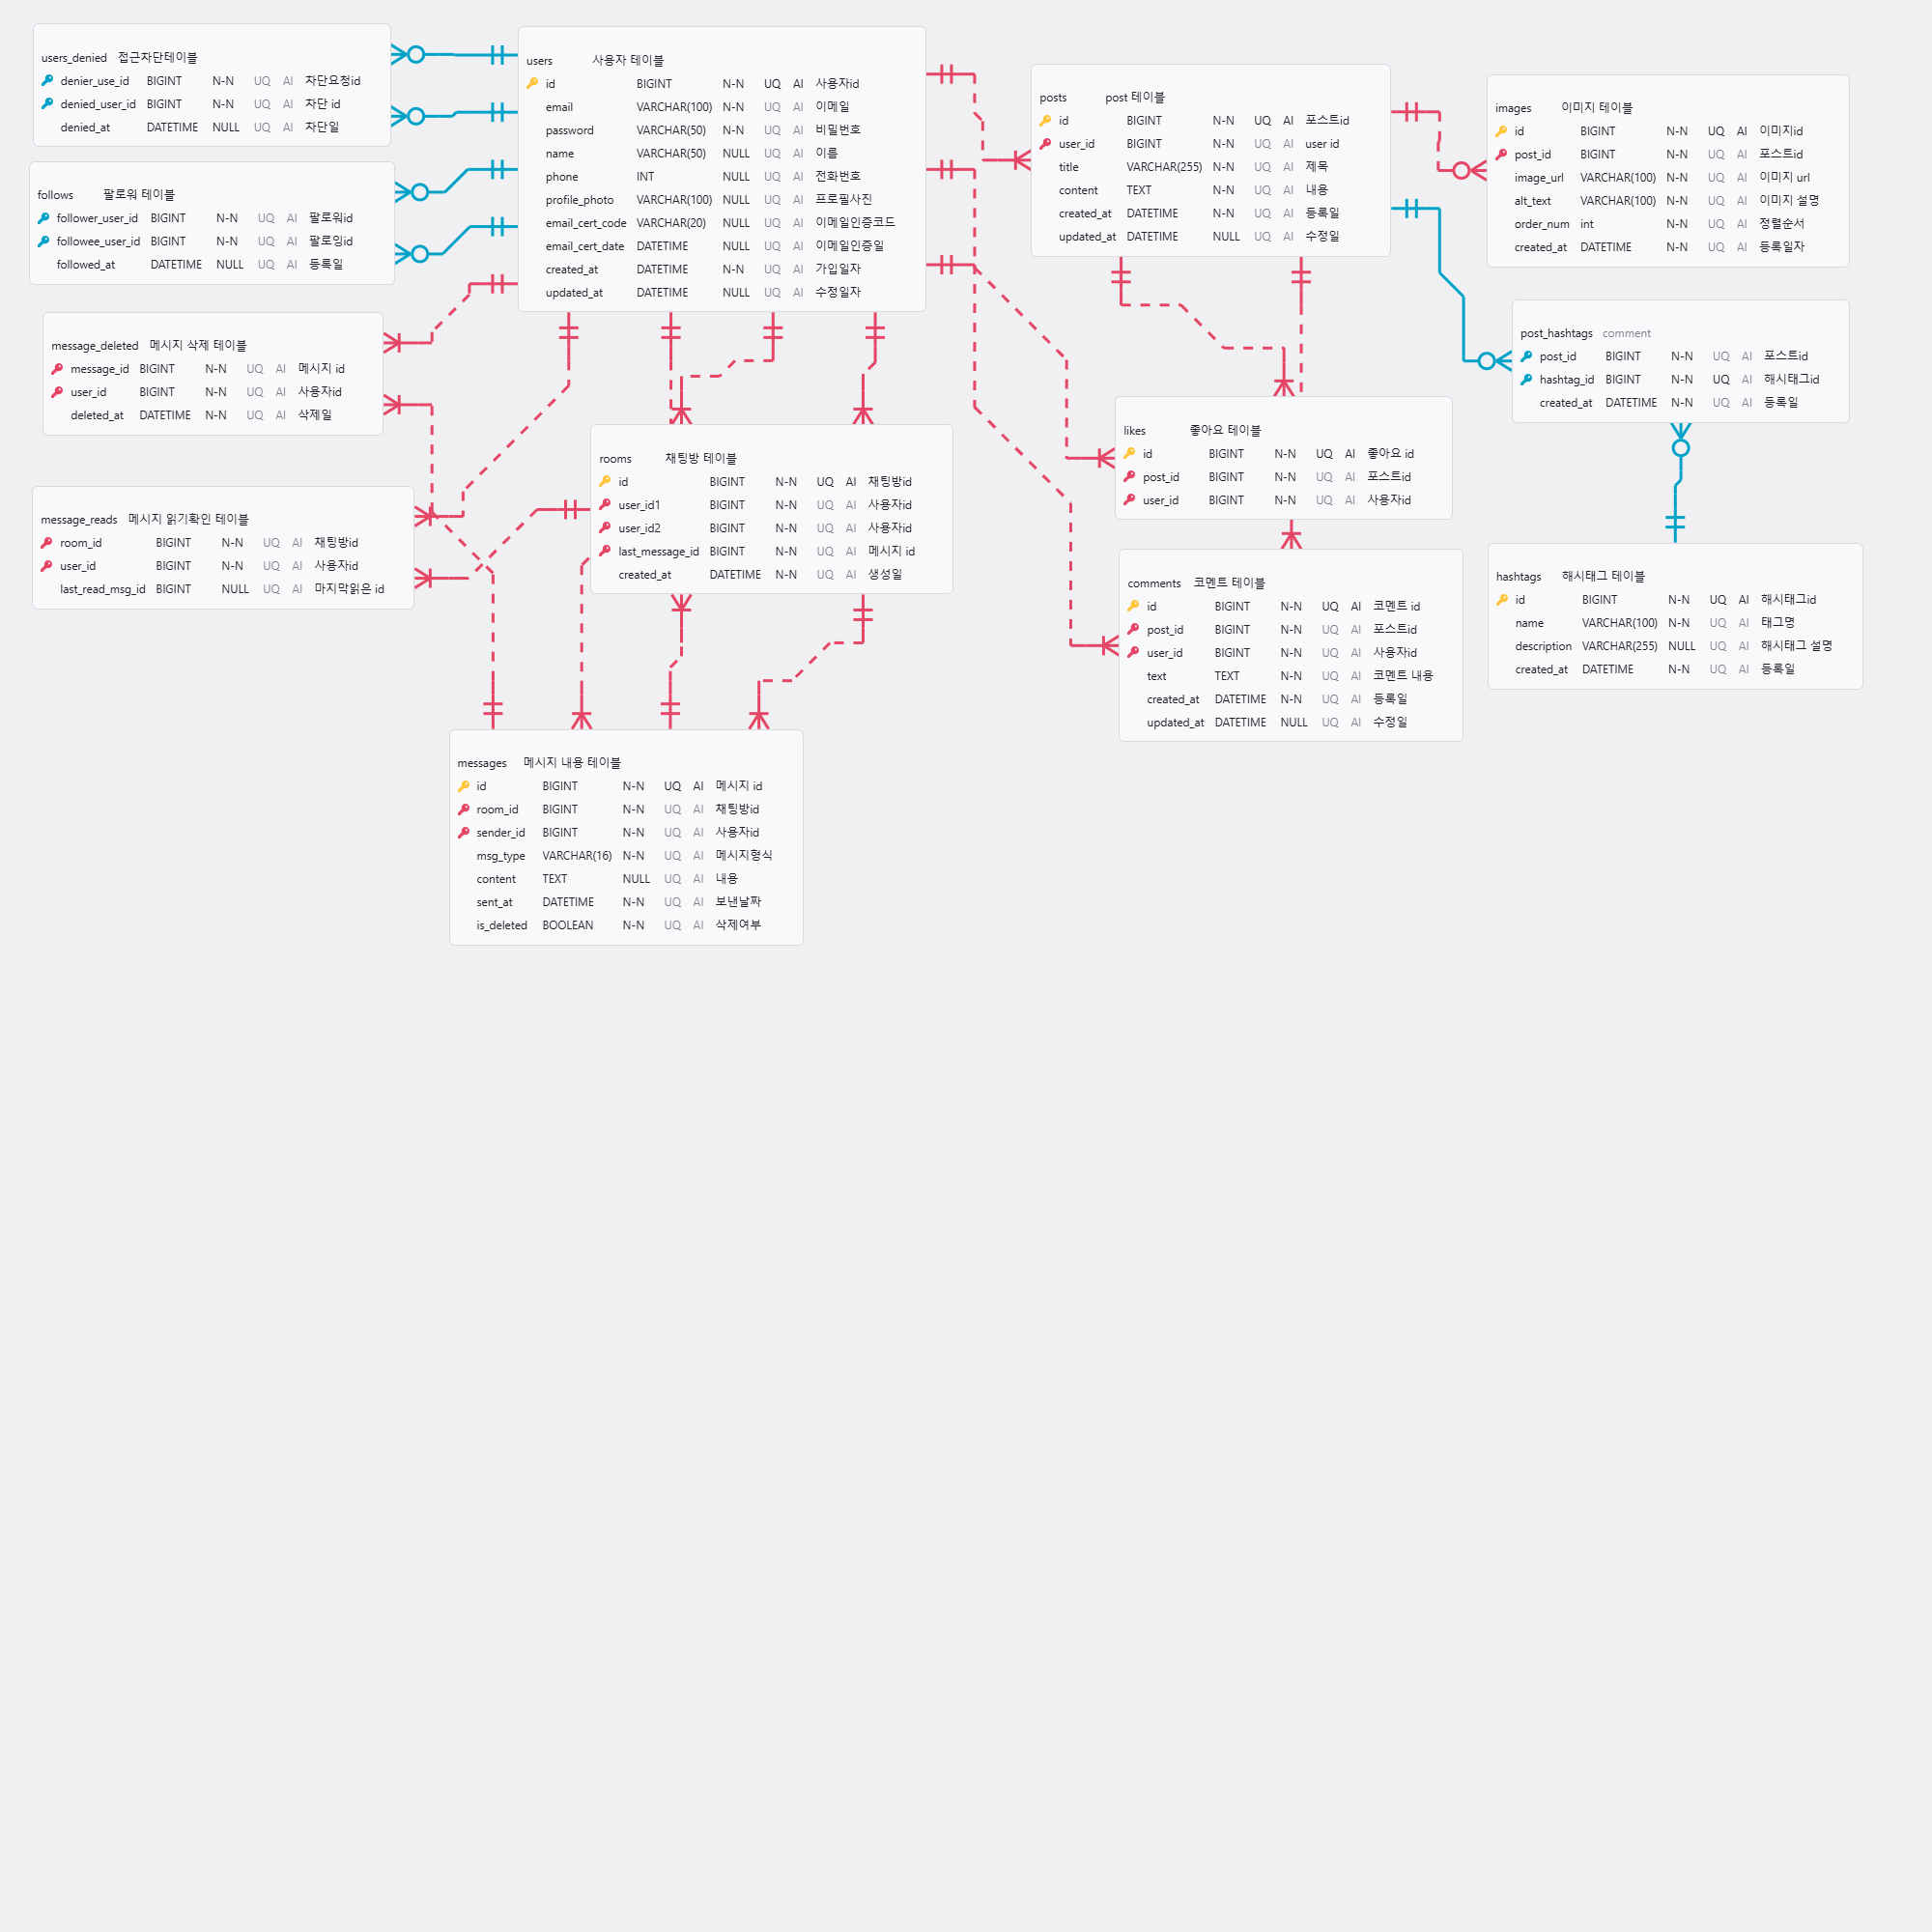 users_denied 접근차단테이블
denier_use_id BIGINT N-N UQ AI 차단요청id
denied_user_id BIGINT N-N UQ AI 차단 id
denied_at DATETIME NULL UQ AI 차단일
follows 팔로워 테이블
follower_user_id BIGINT N-N UQ AI 팔로워id
followee_user_id BIGINT N-N UQ AI 팔로잉id
followed_at DATETIME NULL UQ AI 등록일
message_deleted 메시지 삭제 테이블
message_id BIGINT N-N UQ AI 메시지 id
user_id BIGINT N-N UQ AI 사용자id
deleted_at DATETIME N-N UQ AI 삭제일
message_reads 메시지 읽기확인 테이블
room_id BIGINT N-N UQ AI 채팅방id
user_id BIGINT N-N UQ AI 사용자id
last_read_msg_id BIGINT NULL UQ AI 마지막읽은 id
users 사용자 테이블
id BIGINT N-N UQ AI 사용자id
email VARCHAR(100) N-N UQ AI 이메일
password VARCHAR(50) N-N UQ AI 비밀번호
name VARCHAR(50) NULL UQ AI 이름
phone INT NULL UQ AI 전화번호
profile_photo VARCHAR(100) NULL UQ AI 프로필사진
email_cert_code VARCHAR(20) NULL UQ AI 이메일인증코드
email_cert_date DATETIME NULL UQ AI 이메일인증일
created_at DATETIME N-N UQ AI 가입일자
updated_at DATETIME NULL UQ AI 수정일자
rooms 채팅방 테이블
id BIGINT N-N UQ AI 채팅방id
user_id1 BIGINT N-N UQ AI 사용자id
user_id2 BIGINT N-N UQ AI 사용자id
last_message_id BIGINT N-N UQ AI 메시지 id
created_at DATETIME N-N UQ AI 생성일
messages 메시지 내용 테이블
id BIGINT N-N UQ AI 메시지 id
room_id BIGINT N-N UQ AI 채팅방id
sender_id BIGINT N-N UQ AI 사용자id
msg_type VARCHAR(16) N-N UQ AI 메시지형식
content TEXT NULL UQ AI 내용
sent_at DATETIME N-N UQ AI 보낸날짜
is_deleted BOOLEAN N-N UQ AI 삭제여부
posts post 테이블
id BIGINT N-N UQ AI 포스트id
user_id BIGINT N-N UQ AI user id
title VARCHAR(255) N-N UQ AI 제목
content TEXT N-N UQ AI 내용
created_at DATETIME N-N UQ AI 등록일
updated_at DATETIME NULL UQ AI 수정일
likes 좋아요 테이블
id BIGINT N-N UQ AI 좋아요 id
post_id BIGINT N-N UQ AI 포스트id
user_id BIGINT N-N UQ AI 사용자id
comments 코멘트 테이블
id BIGINT N-N UQ AI 코멘트 id
post_id BIGINT N-N UQ AI 포스트id
user_id BIGINT N-N UQ AI 사용자id
text TEXT N-N UQ AI 코멘트 내용
created_at DATETIME N-N UQ AI 등록일
updated_at DATETIME NULL UQ AI 수정일
images 이미지 테이블
id BIGINT N-N UQ AI 이미지id
post_id BIGINT N-N UQ AI 포스트id
image_url VARCHAR(100) N-N UQ AI 이미지 url
alt_text VARCHAR(100) N-N UQ AI 이미지 설명
order_num int N-N UQ AI 정렬순서
created_at DATETIME N-N UQ AI 등록일자
post_hashtags comment
post_id BIGINT N-N UQ AI 포스트id
hashtag_id BIGINT N-N UQ AI 해시태그id
created_at DATETIME N-N UQ AI 등록일
hashtags 해시태그 테이블
id BIGINT N-N UQ AI 해시태그id
name VARCHAR(100) N-N UQ AI 태그명
description VARCHAR(255) NULL UQ AI 해시태그 설명
created_at DATETIME N-N UQ AI 등록일